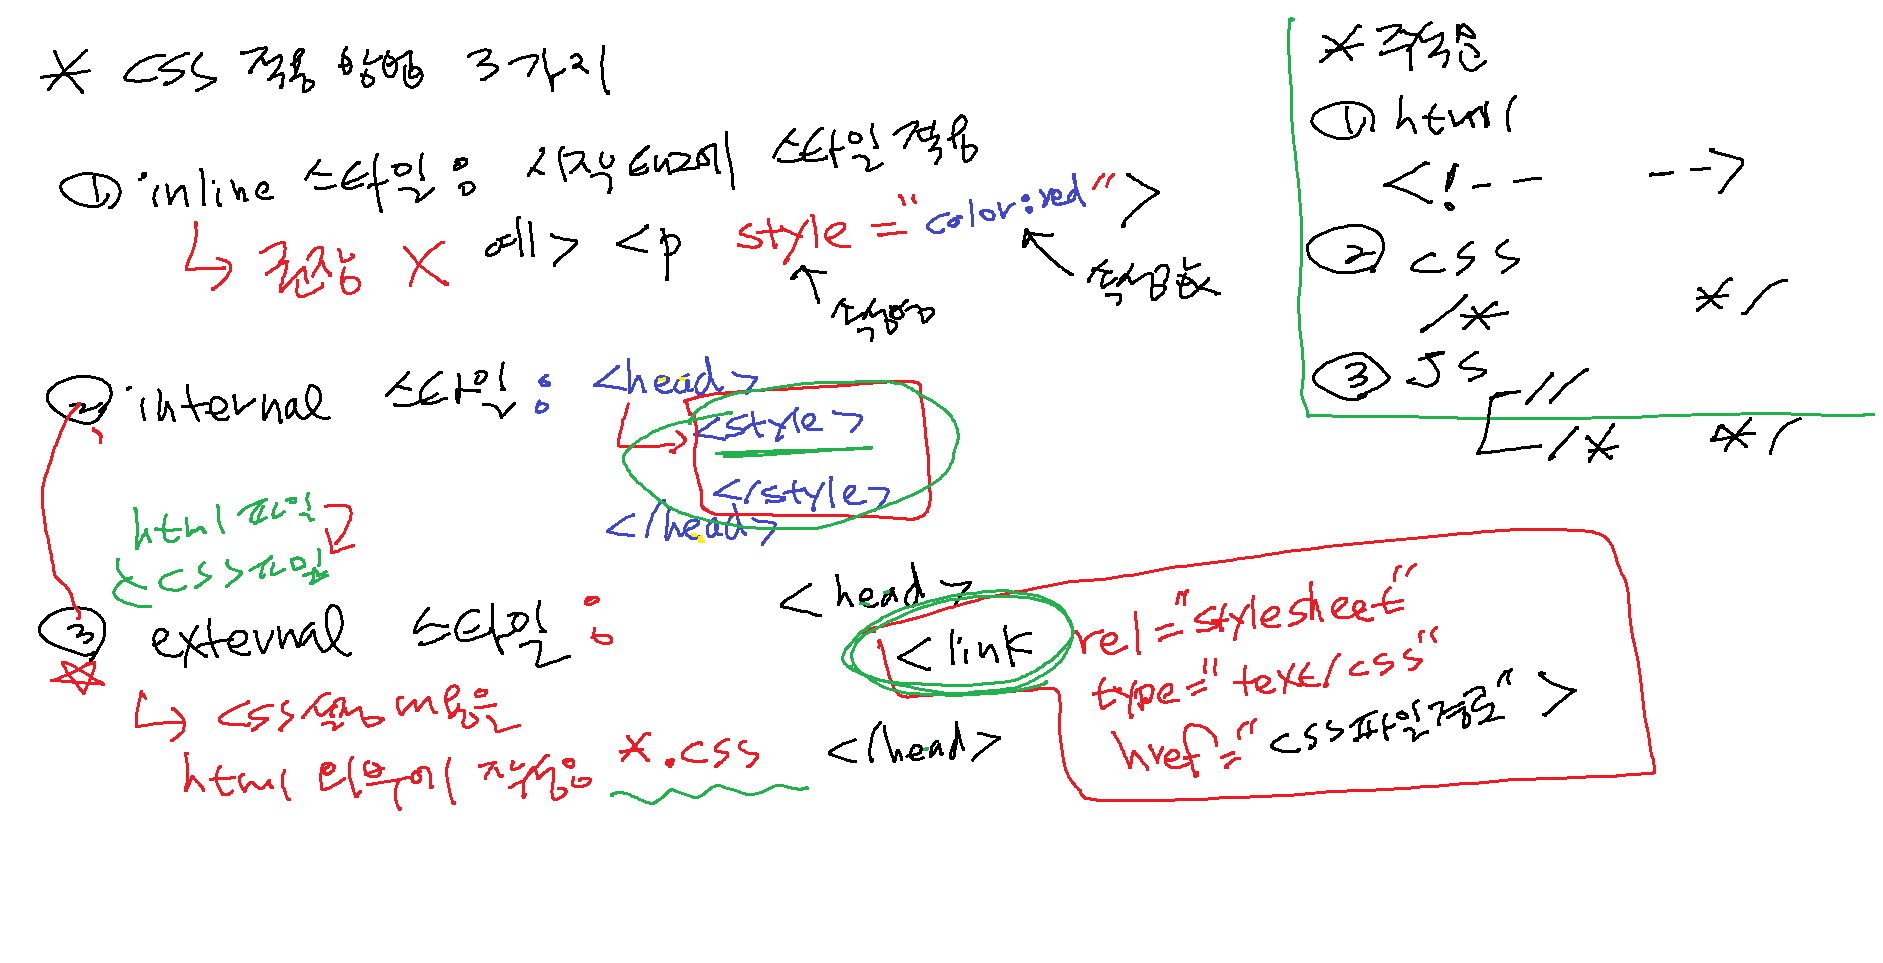 * CSS 적용 방법 3가지
① inline 스타일 : 시작태그에 스타일 적용
↳ 권장 X 예> <p style="color:red">
속성명
속성값
② internal 스타일 : <head>
<style>
</style>
</head>
html 파일
css 파일
③ external 스타일 :
☆
↳ css 설정 내용은
html 외부에 작성 *.css
<head>
<link rel="stylesheet"
type="text/css"
href="css파일경로">
</head>
* 주석문
① html
<!-- -->
② css
/* */
③ JS
//
/* */